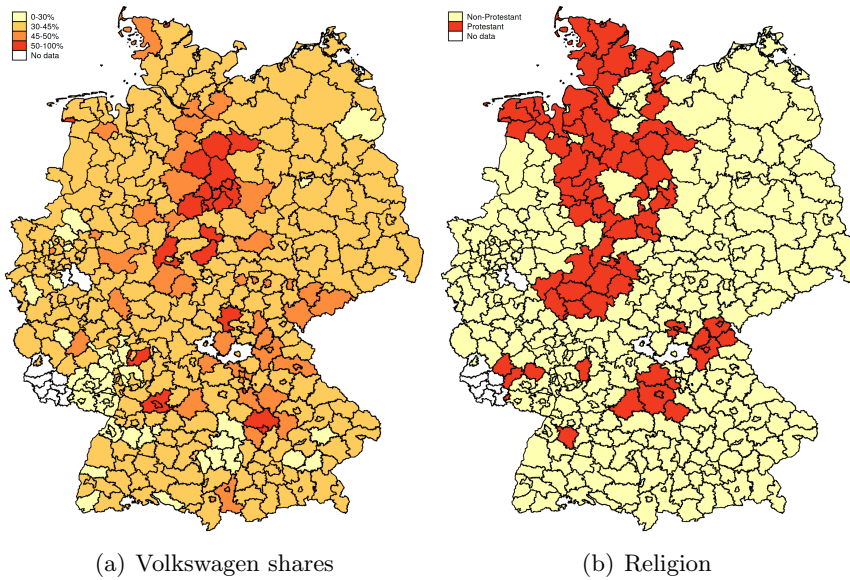 0-30%
30-45%
45-50%
50-100%
No data
Non-Protestant
Protestant
No data
(a) Volkswagen shares
(b) Religion